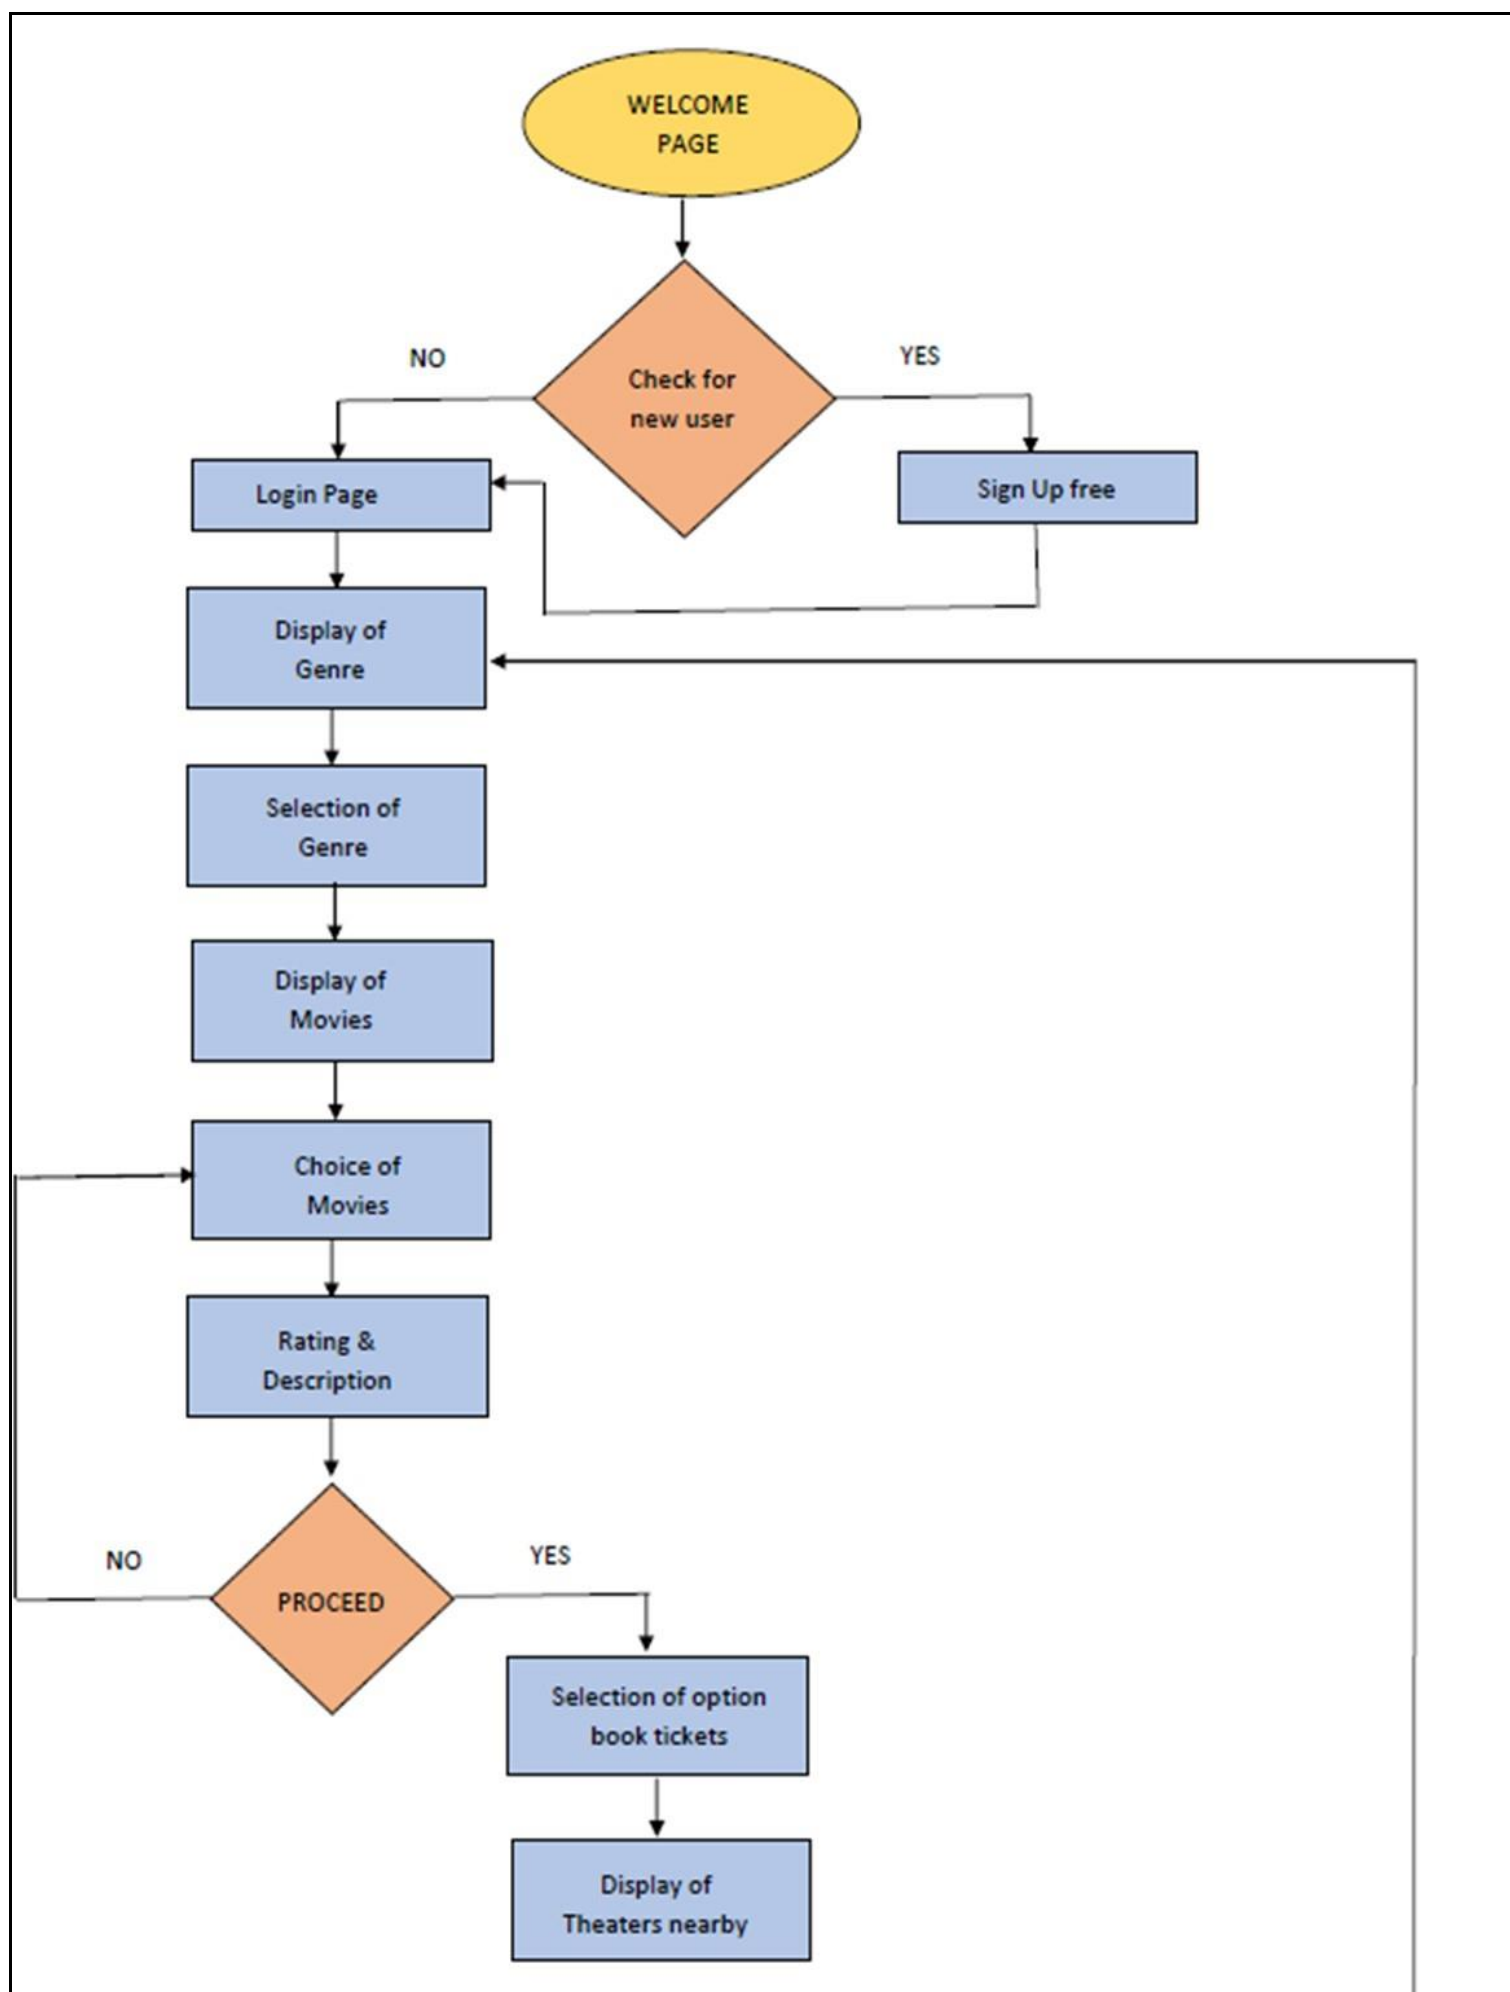 WELCOME
PAGE
NO
YES
Check for
new user
Login Page
Sign Up free
Display of
Genre
Selection of
Genre
Display of
Movies
Choice of
Movies
Rating &
Description
NO
YES
PROCEED
Selection of option
book tickets
Display of
Theaters nearby